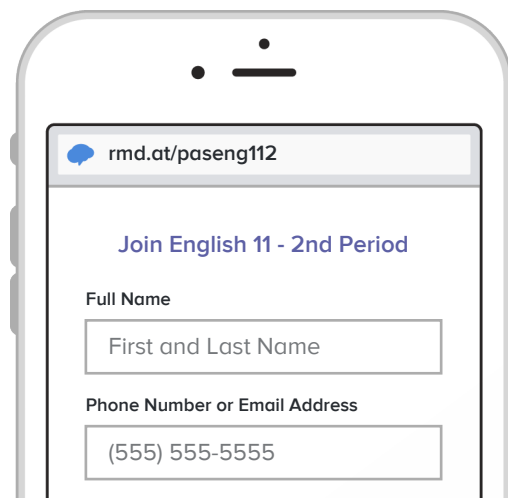 rmd.at/paseng112
Join English 11 - 2nd Period
Full Name
First and Last Name
Phone Number or Email Address
(555) 555-5555